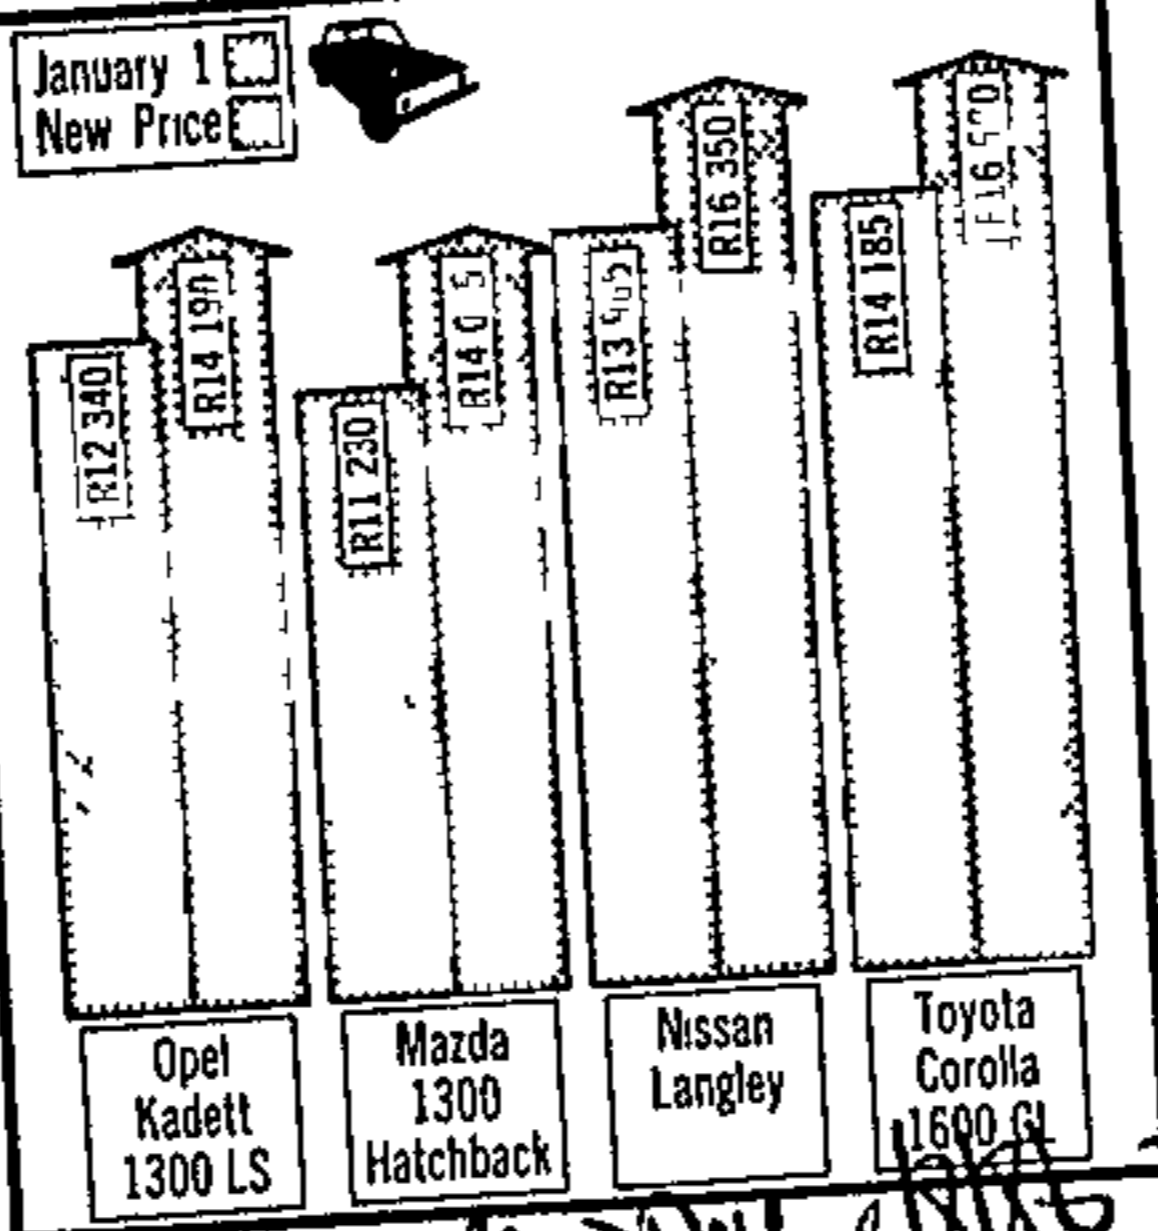 January 1
New Price
R12 340
R14 190
R11 230
R13
R16 350
R14 185
Opel
Kadett
1300 LS
Mazda
1300
Hatchback
Nissan
Langley
Toyota
Corolla
1600 GL